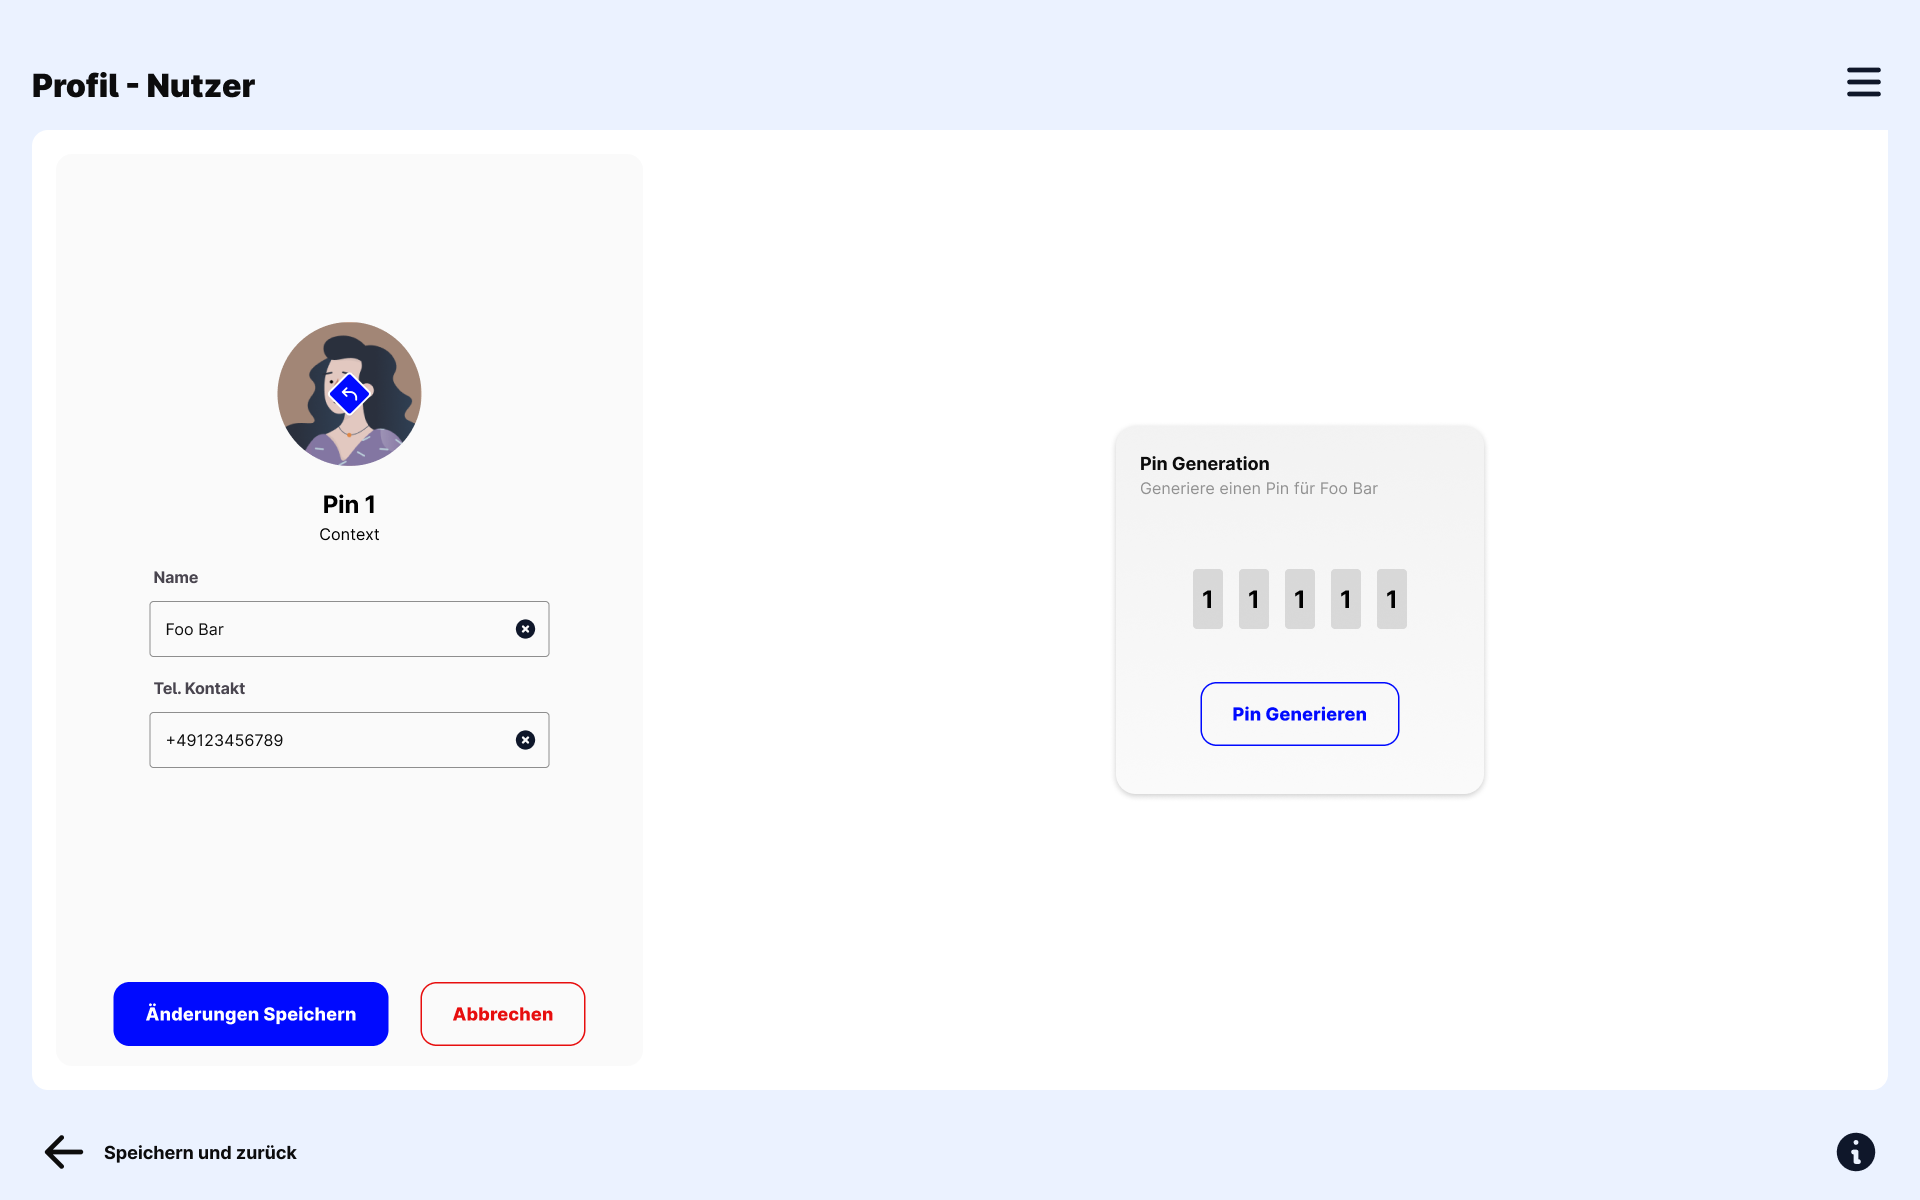 Profil - Nutzer
Pin 1
Context
Name
Foo Bar
Tel. Kontakt
+49123456789
Änderungen Speichern
Abbrechen
Pin Generation
Generiere einen Pin für Foo Bar
1 1 1 1 1
Pin Generieren
Speichern und zurück